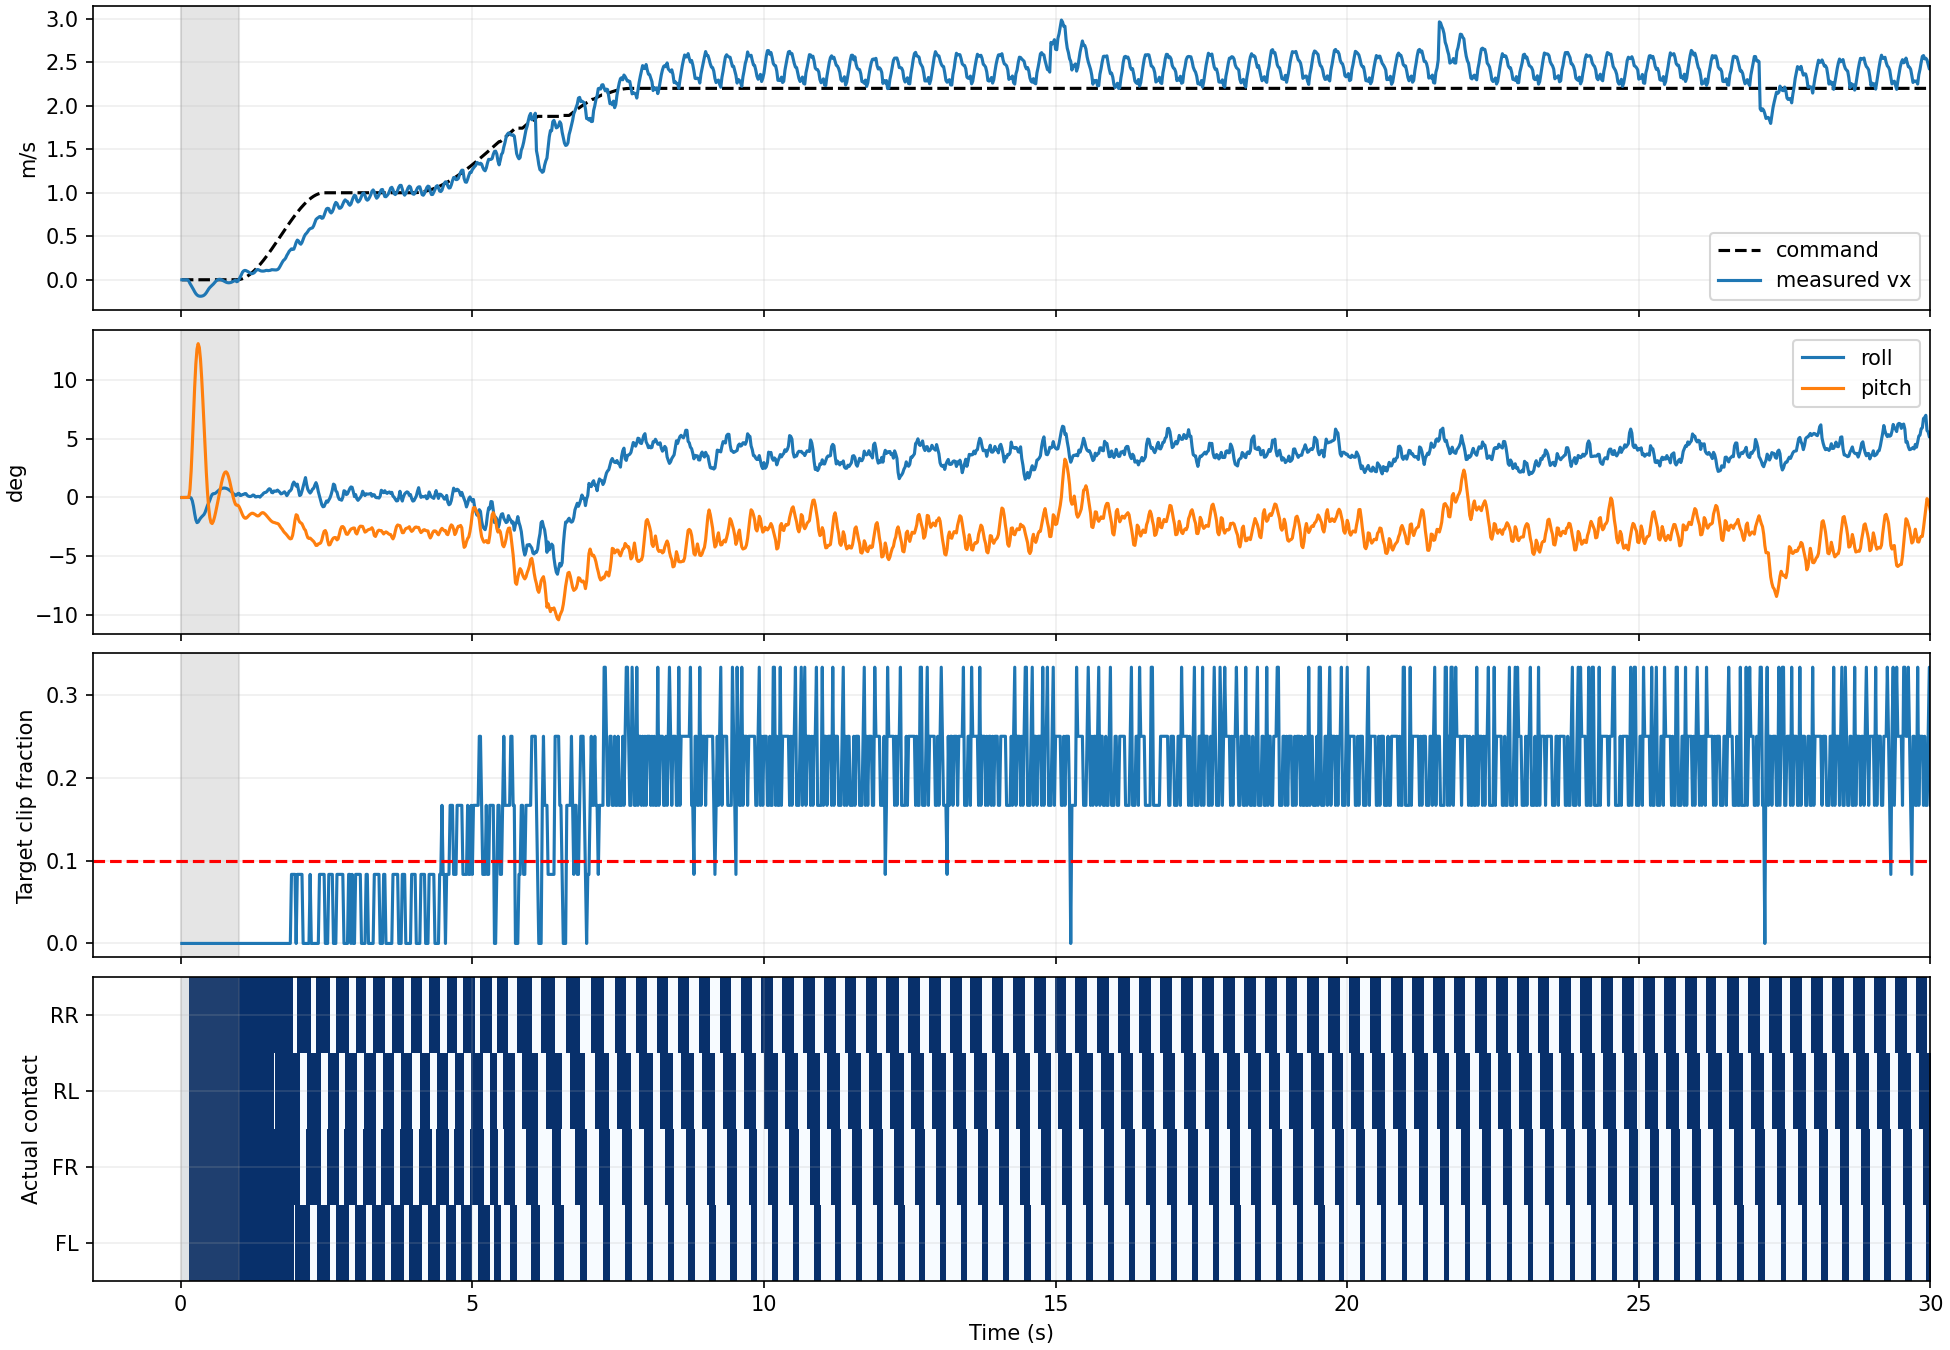 3.0
2.5
2.0
1.5
1.0
0.5
0.0
m/s
command
measured vx
10
5
0
−5
−10
deg
roll
pitch
0.3
0.2
0.1
0.0
Target clip fraction
RR
RL
FR
FL
Actual contact
0 5 10 15 20 25 30
Time (s)